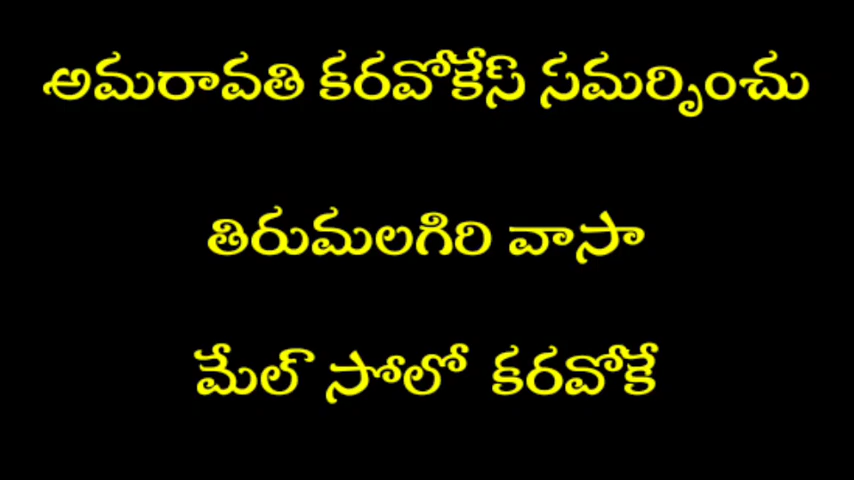 అమరావతి కరవోకేస్ సమర్పించు
తిరుమలగిరి వాసా
మేల్ సోలో కరవోకే